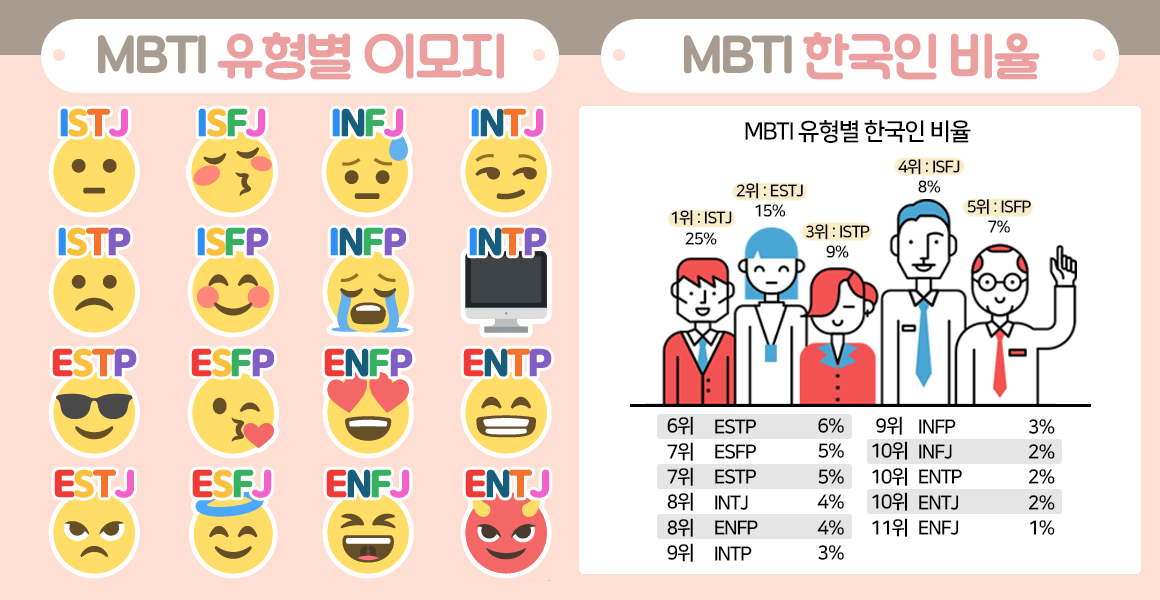 MBTI 유형별 이모지
ISTJ
ISFJ
INFJ
INTJ
ISTP
ISFP
INFP
INTP
ESTP
ESFP
ENFP
ENTP
ESTJ
ESFJ
ENFJ
ENTJ
MBTI 한국인 비율
MBTI 유형별 한국인 비율
1위 : ISTJ
25%
2위 : ESTJ
15%
3위 : ISTP
9%
4위 : ISFJ
8%
5위 : ISFP
7%
6위 ESTP 6%
7위 ESFP 5%
7위 ESTP 5%
8위 INTJ 4%
8위 ENFP 4%
9위 INTP 3%
9위 INFP 3%
10위 INFJ 2%
10위 ENTP 2%
10위 ENTJ 2%
11위 ENFJ 1%